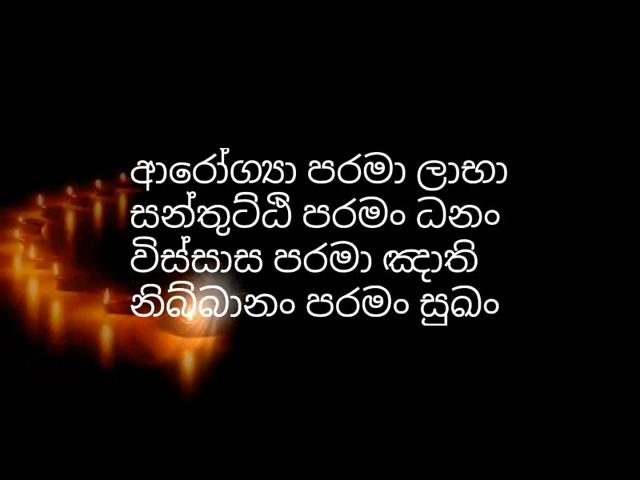 ආරෝග්‍යා පරමා ලාභා
සන්තුට්ඨි පරමං ධනං
විස්සාස පරමා ඤාති
නිබ්බානං පරමං සුඛං